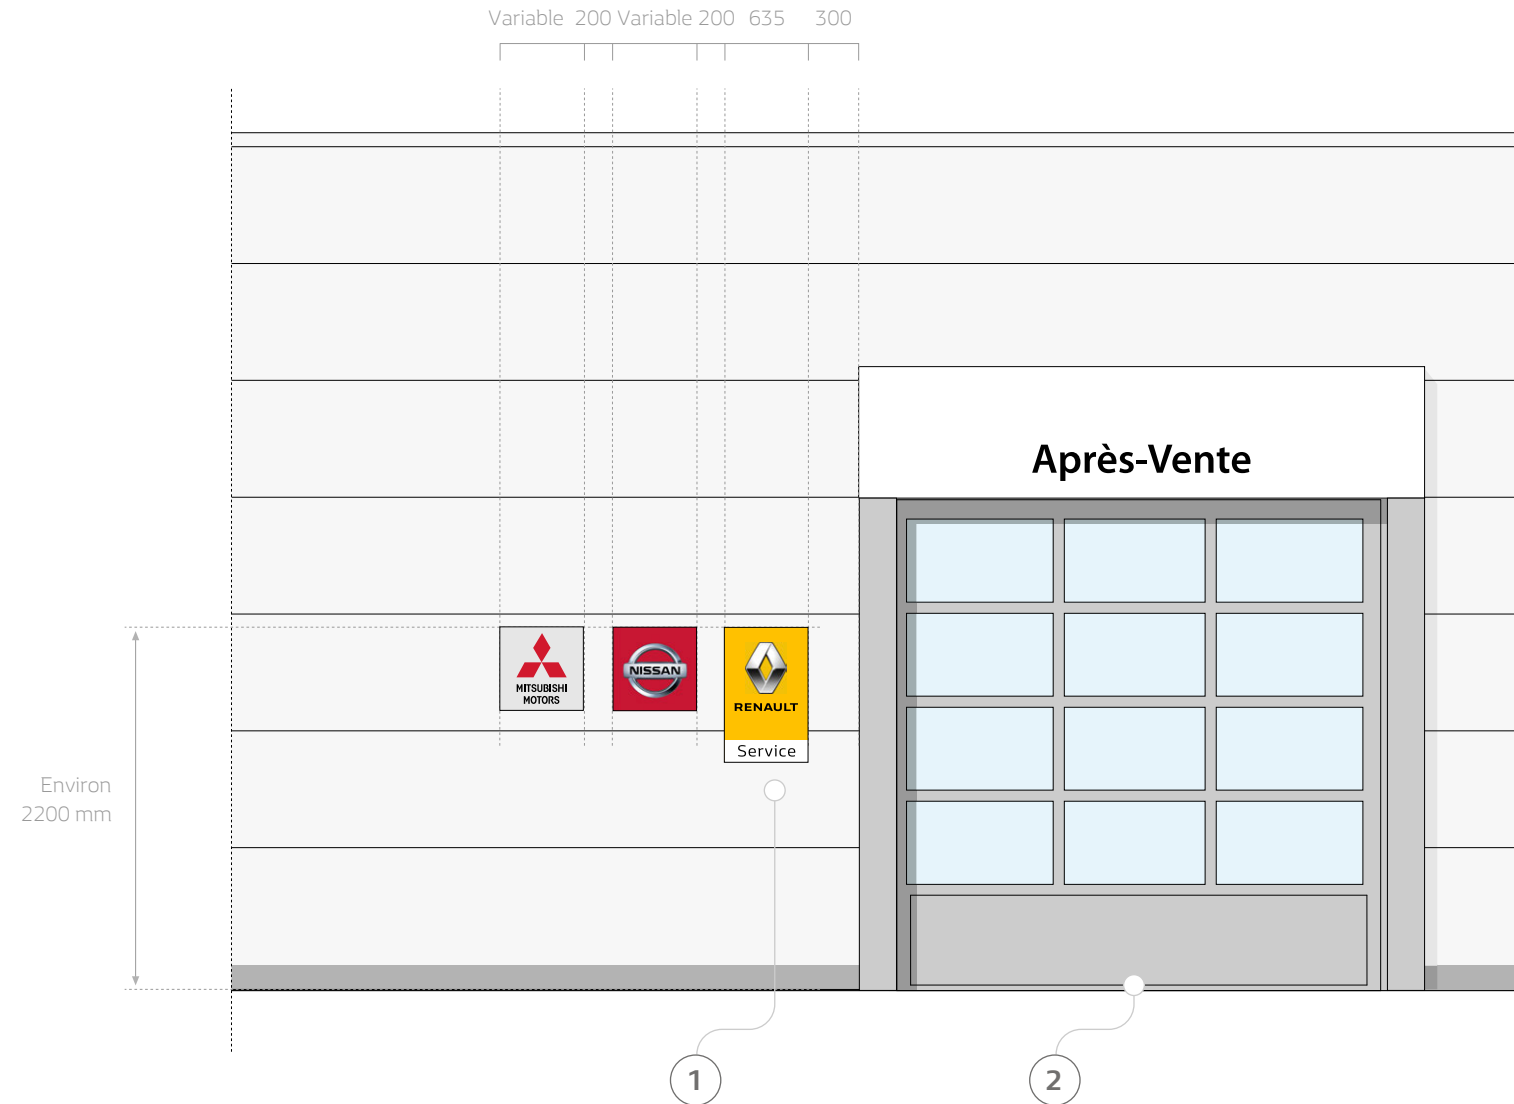 Variable 200 Variable 200 635 300
Après-Vente
MITSUBISHI
MOTORS
NISSAN
RENAULT
Service
Environ
2200 mm
1
2